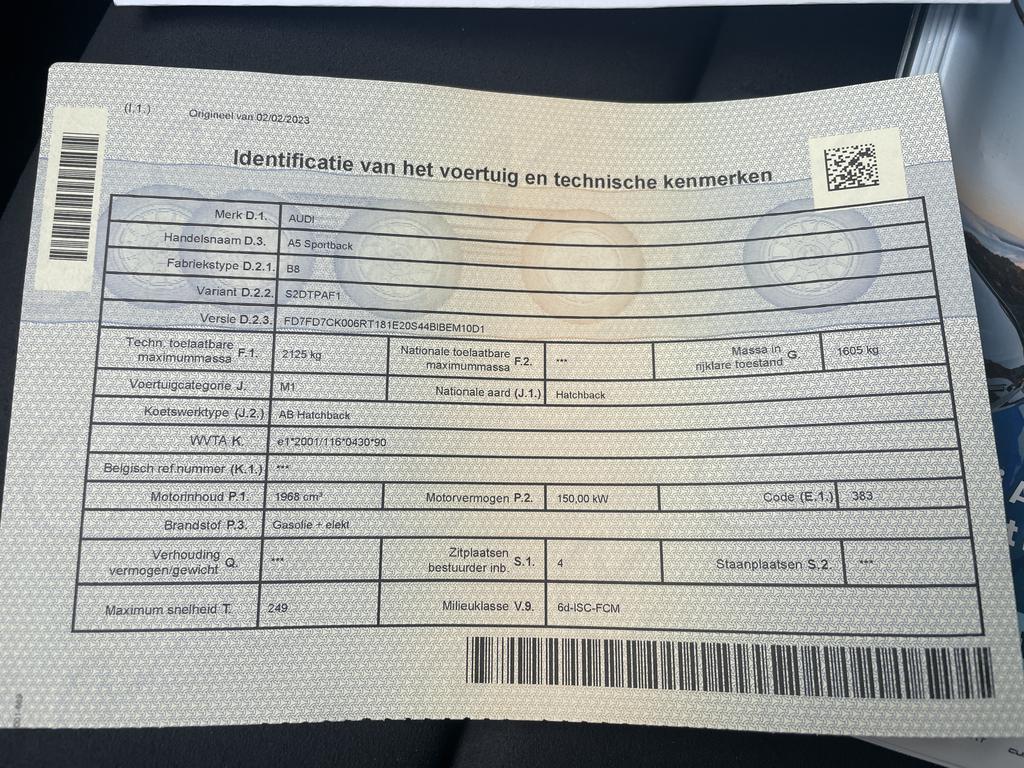 (I.1.) Origineel van 02/02/2023
Identificatie van het voertuig en technische kenmerken
Merk D.1. AUDI
Handelsnaam D.3. A5 Sportback
Fabriekstype D.2.1. B8
Variant D.2.2. S2DTPAF1
Versie D.2.3. FD7FD7CK006RT181E20S44BIBEM10D1
Techn. toelaatbare maximummassa F.1. 2125 kg Nationale toelaatbare maximummassa F.2. *** Massa in rijklare toestand G. 1605 kg
Voertuigcategorie J. M1 Nationale aard (J.1.) Hatchback
Koetswerktype (J.2.) AB Hatchback
WVTA K. e1*2001/116*0430*90
Belgisch ref.nummer (K.1.) ***
Motorinhoud P.1. 1968 cm³ Motorvermogen P.2. 150,00 kW Code (E.1.) 383
Brandstof P.3. Gasolie + elekt
Verhouding vermogen/gewicht Q. *** Zitplaatsen bestuurder inb. S.1. 4 Staanplaatsen S.2. ***
Maximum snelheid T. 249 Milieuklasse V.9. 6d-ISC-FCM